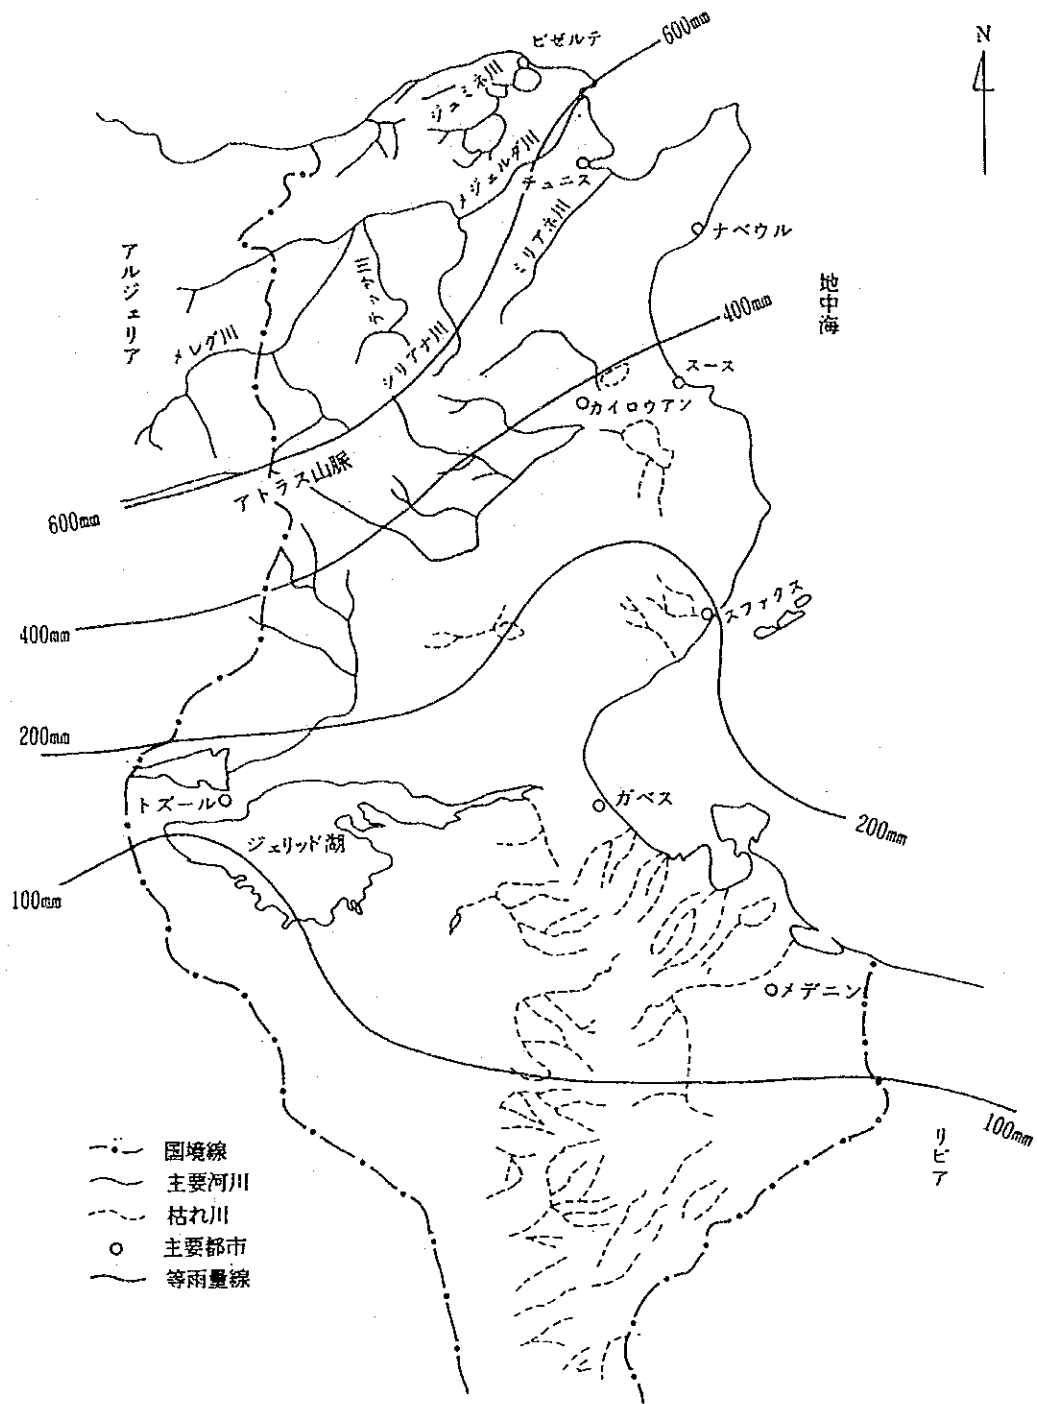 600mm
ビゼルテ
N
ジュミネ川
メジェルダ川
チュニス
ミリアネ川
ナベウル
アルジェリア
テッサ川
地中海
400mm
メレグ川
シリアナ川
スース
カイロウアン
アトラス山脈
600mm
スファクス
400mm
200mm
トズール
ガベス
ジェリッド湖
200mm
100mm
メデニン
100mm
リビア
国境線
主要河川
枯れ川
主要都市
等雨量線